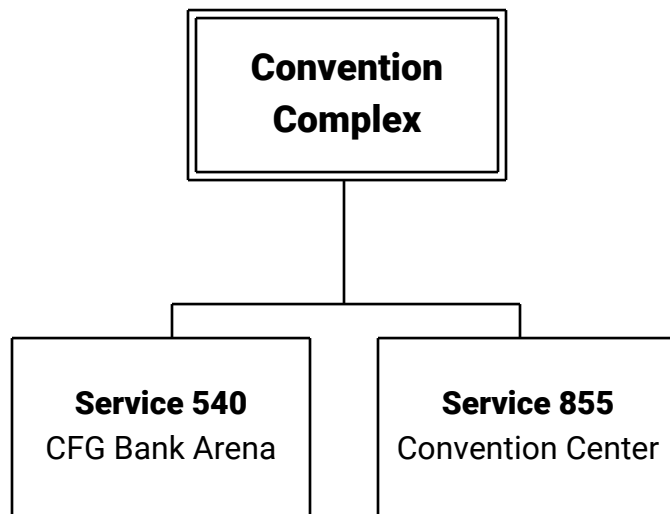 Convention
Complex
Service 540
CFG Bank Arena
Service 855
Convention Center